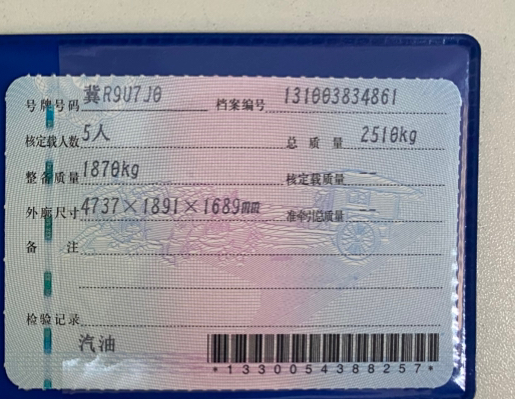 号牌号码 冀R9U7J0 档案编号 131003834861
核定载人数 5人 总质量 2510kg
整备质量 1870kg 核定载质量 --
外廓尺寸 4737×1891×1689mm 准牵引总质量 --
备注
检验记录
汽油
*1330054388257*